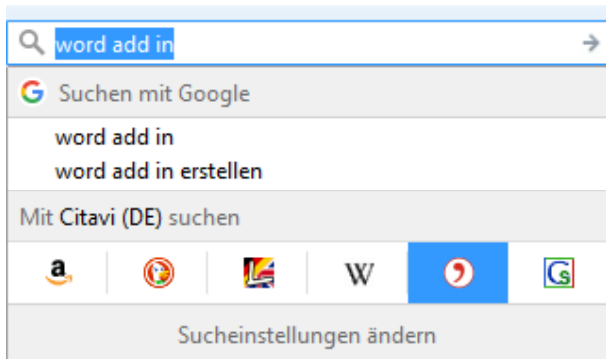 word add in
Suchen mit Google
word add in
word add in erstellen
Mit Citavi (DE) suchen
Sucheinstellungen ändern